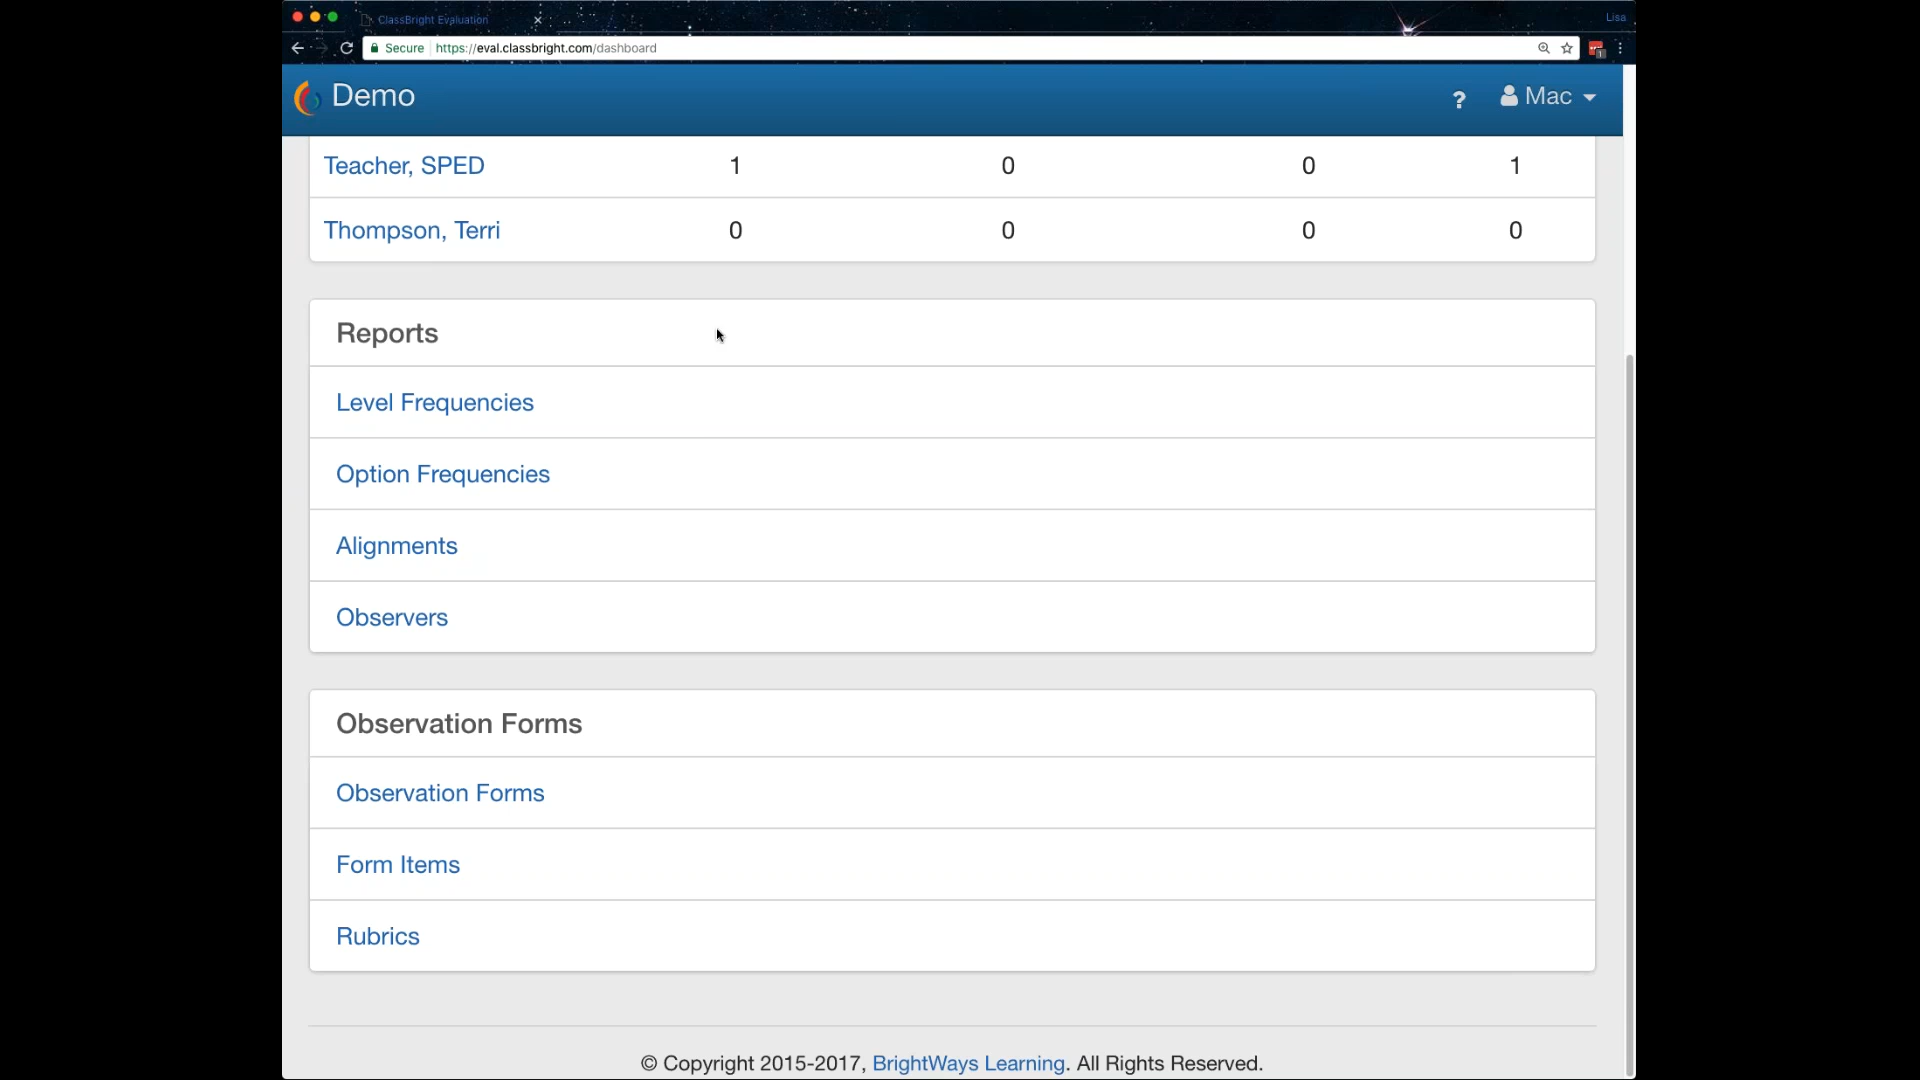 ClassBright Evaluation
Lisa
Secure https://eval.classbright.com/dashboard
1
Demo
? Mac
Teacher, SPED 1 0 0 1
Thompson, Terri 0 0 0 0
Reports
Level Frequencies
Option Frequencies
Alignments
Observers
Observation Forms
Observation Forms
Form Items
Rubrics
© Copyright 2015-2017, BrightWays Learning. All Rights Reserved.